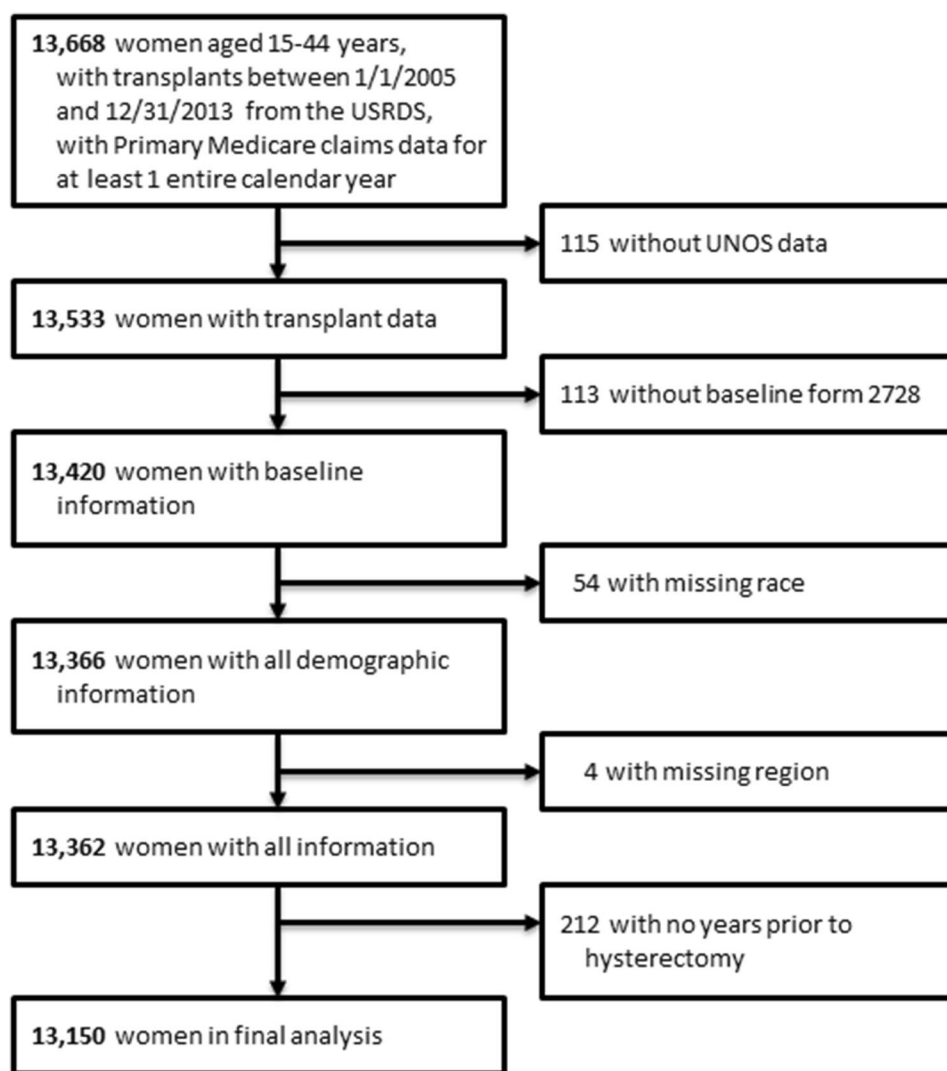 13,668 women aged 15-44 years,
with transplants between 1/1/2005
and 12/31/2013 from the USRDS,
with Primary Medicare claims data for
at least 1 entire calendar year
115 without UNOS data
13,533 women with transplant data
113 without baseline form 2728
13,420 women with baseline
information
54 with missing race
13,366 women with all demographic
information
4 with missing region
13,362 women with all information
212 with no years prior to
hysterectomy
13,150 women in final analysis